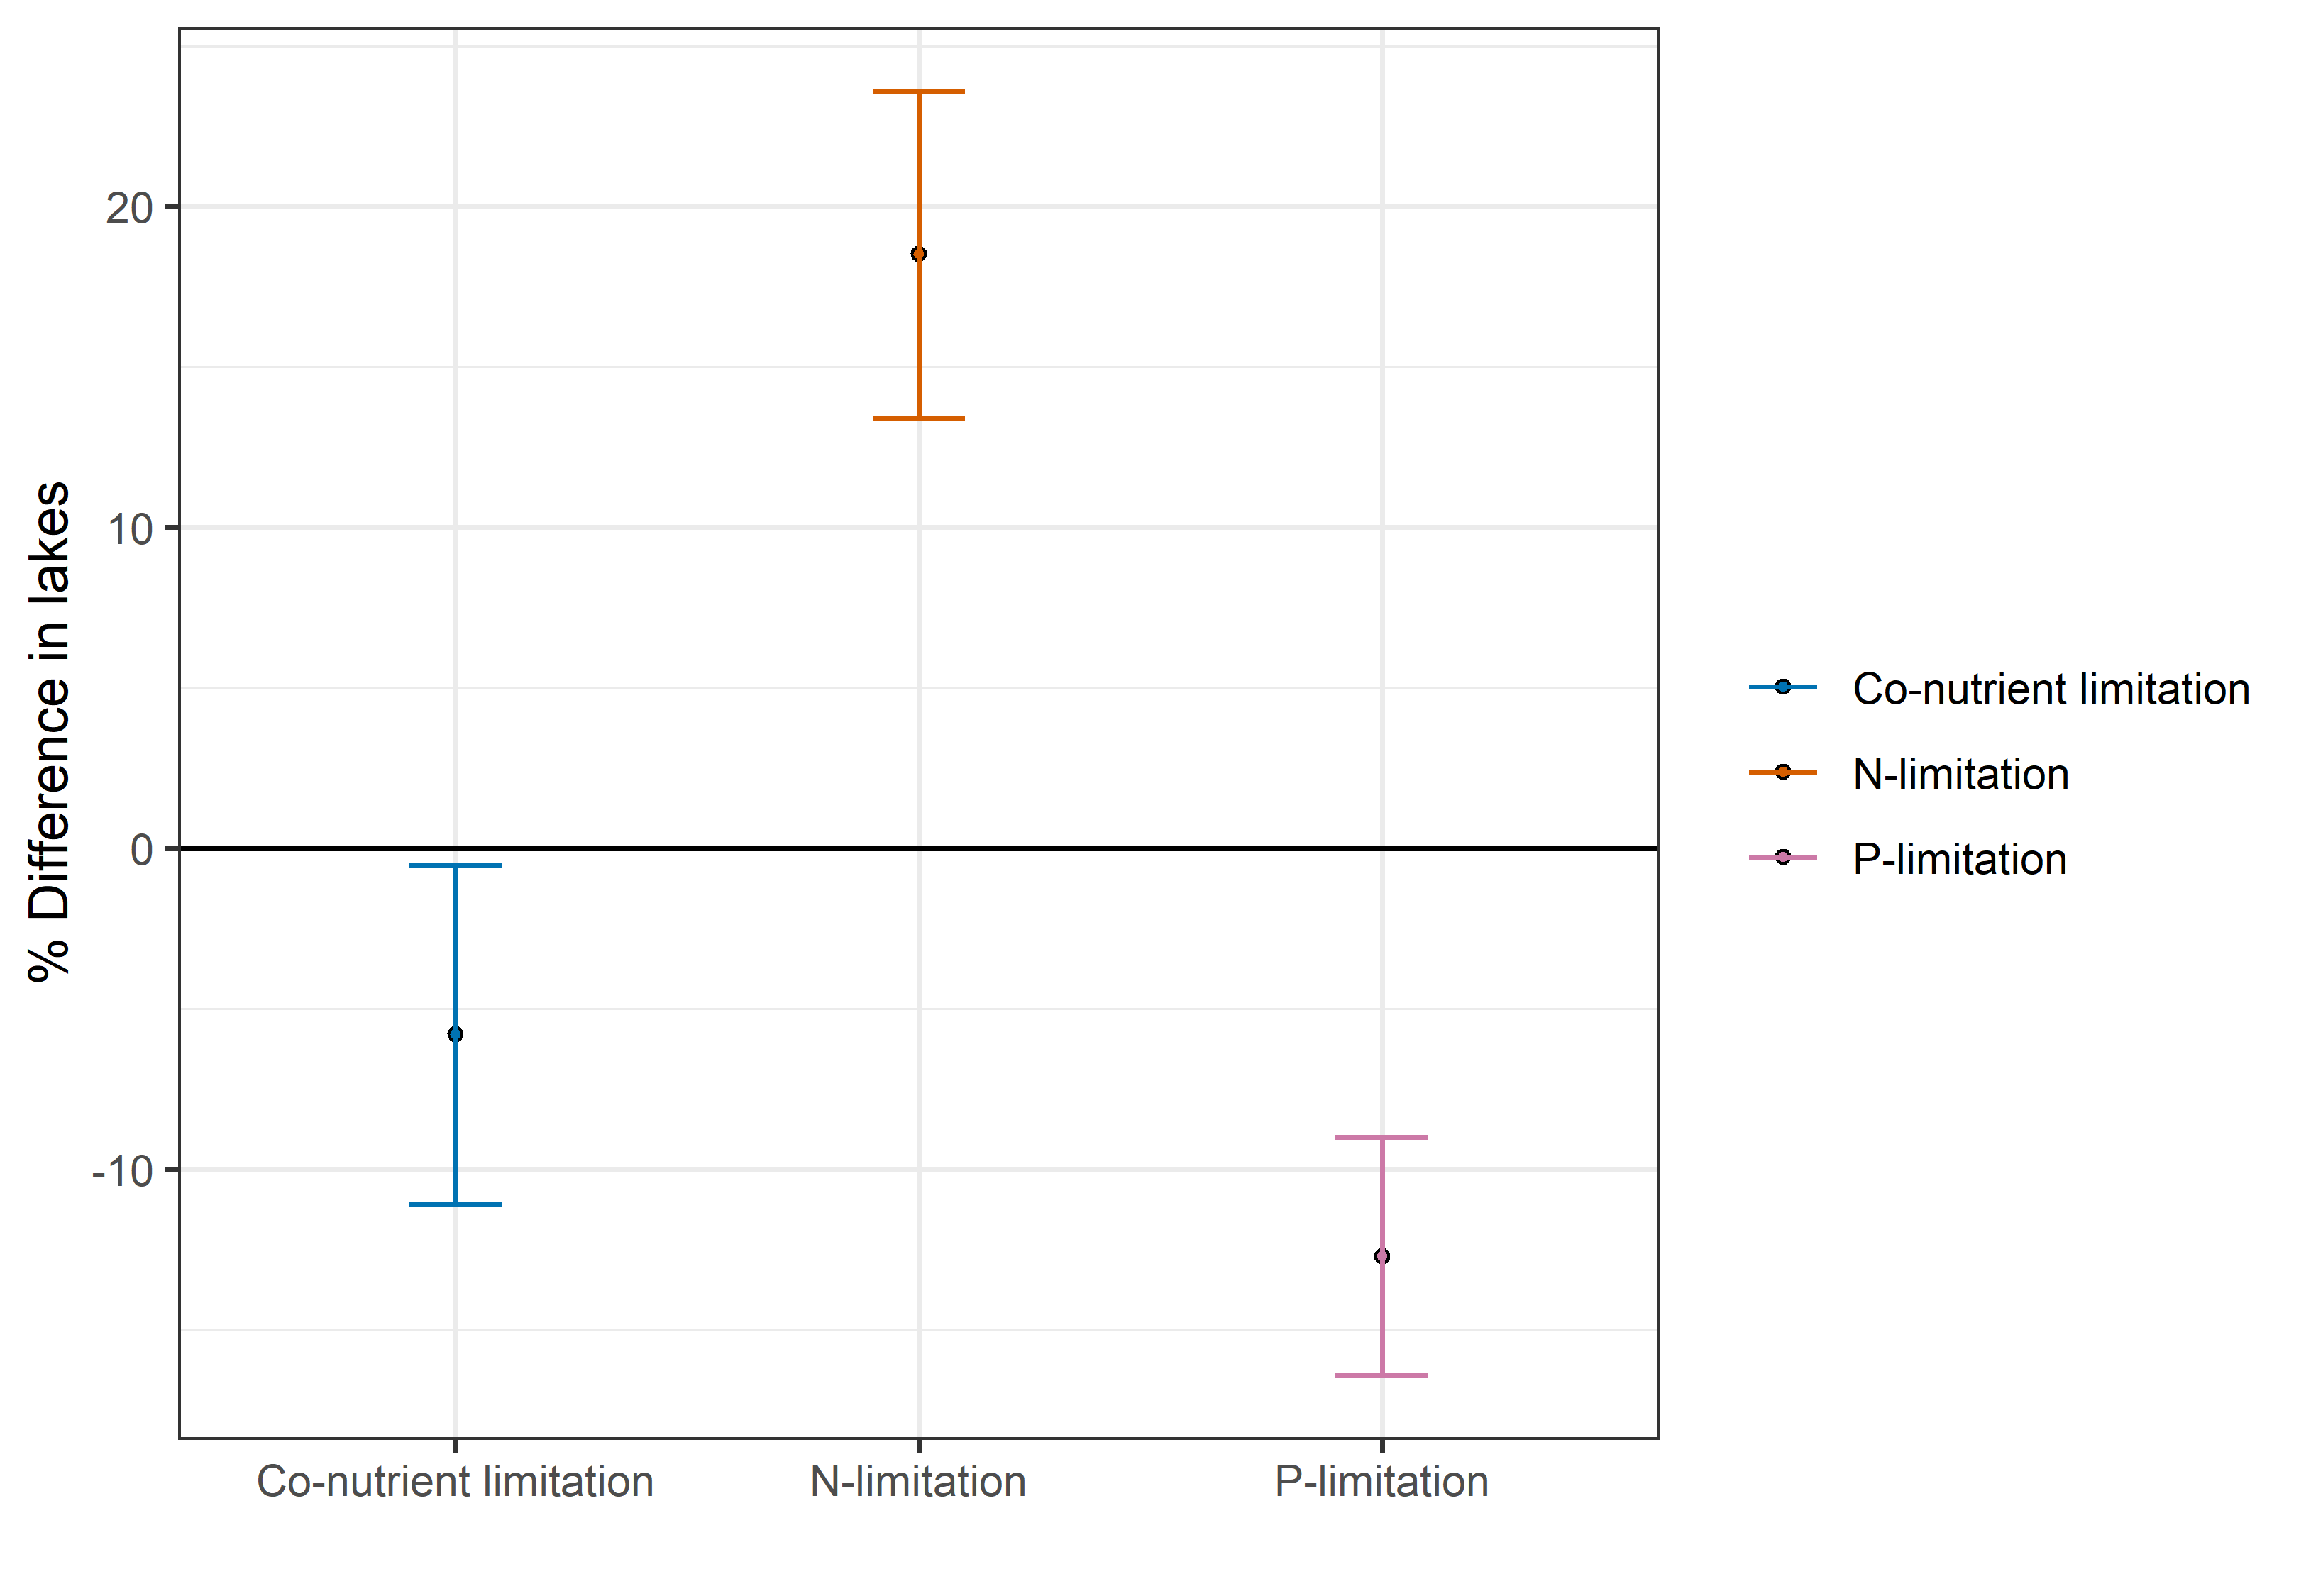 % Difference in lakes
20
10
0
-10
Co-nutrient limitation
N-limitation
P-limitation
Co-nutrient limitation
N-limitation
P-limitation